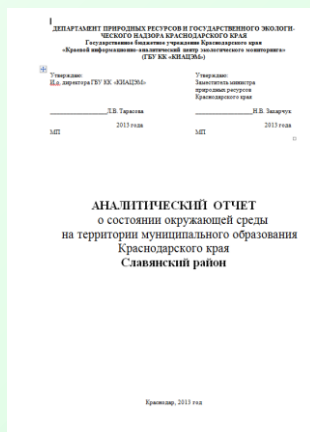 ДЕПАРТАМЕНТ ПРИРОДНЫХ РЕСУРСОВ И ГОСУДАРСТВЕННОГО ЭКОЛОГИ-
ЧЕСКОГО НАДЗОРА КРАСНОДАРСКОГО КРАЯ
Государственное бюджетное учреждение Краснодарского края
«Краевой информационно-аналитический центр экологического мониторинга»
(ГБУ КК «КИАЦЭМ»)
Утверждаю: Утверждаю:
И.о. директора ГБУ КК «КИАЦЭМ» Заместитель министра
природных ресурсов
Краснодарского края
Л.В. Тарасова Н.В. Захарчук
2013 года 2013 года
МП МП
АНАЛИТИЧЕСКИЙ ОТЧЕТ
о состоянии окружающей среды
на территории муниципального образования
Краснодарского края
Славянский район
Краснодар, 2013 год